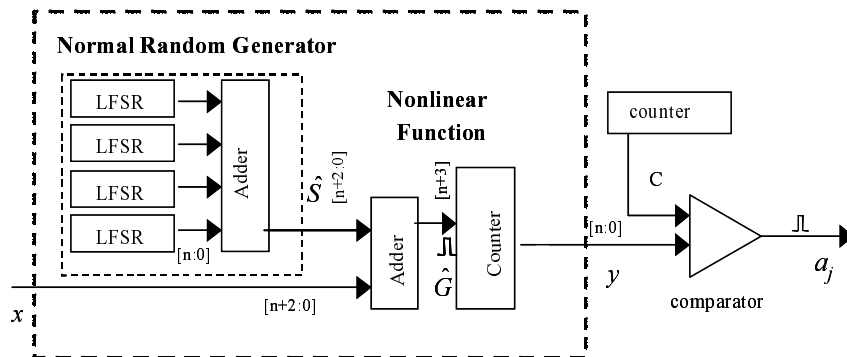 Normal Random Generator
LFSR
LFSR
LFSR
LFSR
[n:0]
Adder
Ŝ
[n+2:0]
Nonlinear
Function
[n+3]
Adder
Ĝ
Counter
x
[n+2:0]
[n:0]
y
counter
C
comparator
aj